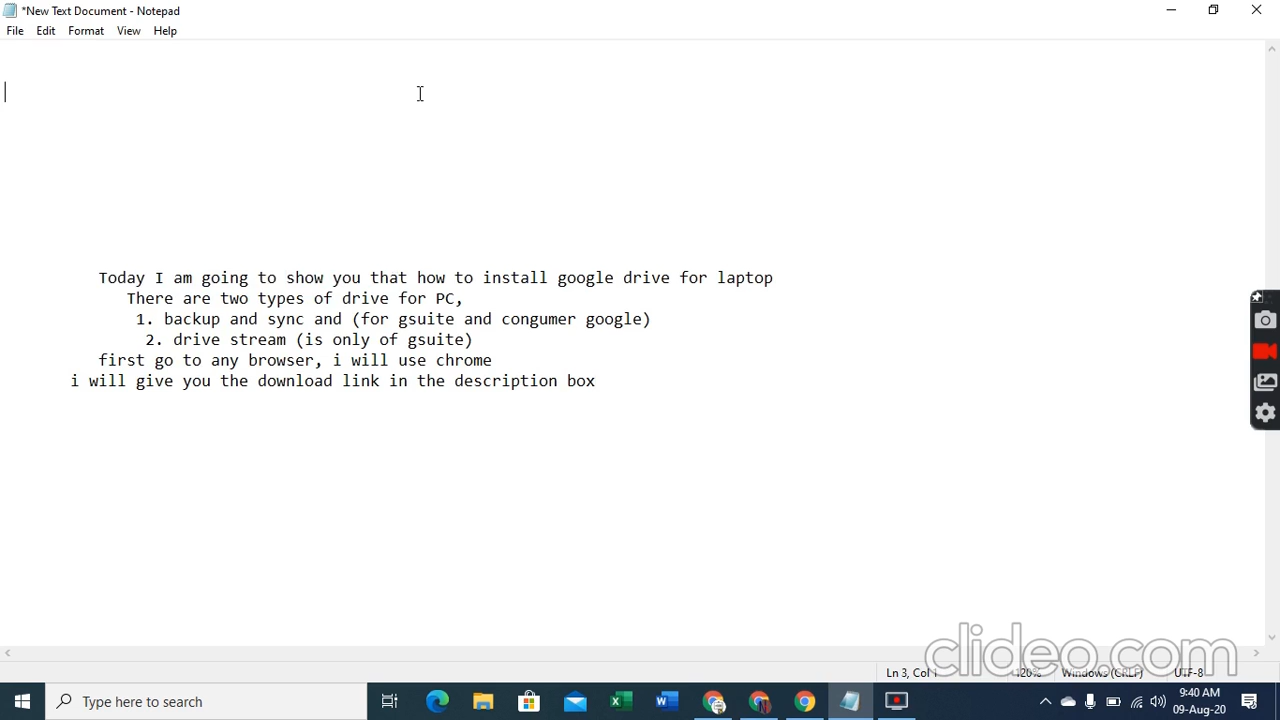 *New Text Document - Notepad
File Edit Format View Help
Today I am going to show you that how to install google drive for laptop
There are two types of drive for PC,
1. backup and sync and (for gsuite and congumer google)
2. drive stream (is only of gsuite)
first go to any browser, i will use chrome
i will give you the download link in the description box
clideo.com
Ln 3, Col 1 120% Windows (CRLF) UTF-8
Type here to search
9:40 AM
09-Aug-20